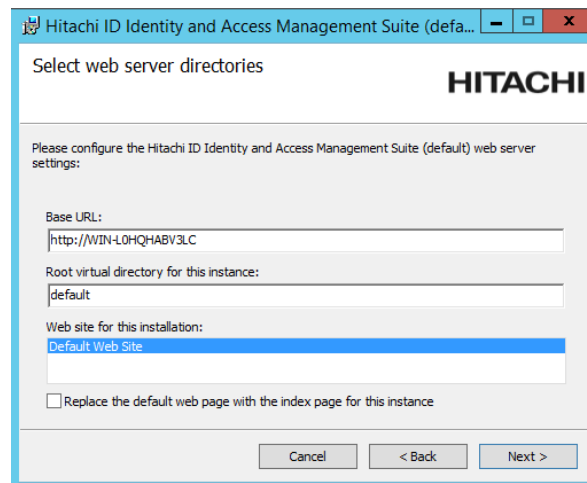 Hitachi ID Identity and Access Management Suite (defa...
Select web server directories
HITACHI
Please configure the Hitachi ID Identity and Access Management Suite (default) web server
settings:
Base URL:
http://WIN-L0HQHABV3LC
Root virtual directory for this instance:
default
Web site for this installation:
Default Web Site
Replace the default web page with the index page for this instance
Cancel
< Back
Next >